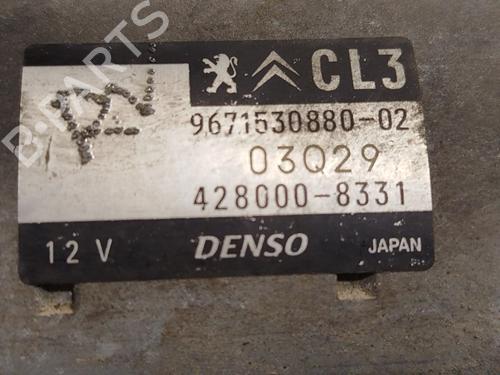 CL3
9671530880-02
03Q29
428000-8331
12 V DENSO JAPAN
B-PARTS